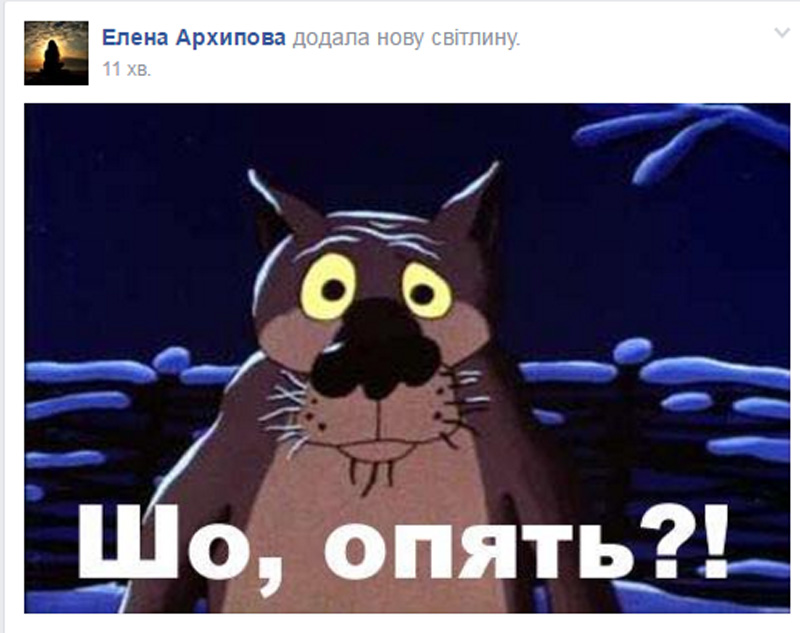 Елена Архипова додала нову світлину.
11 хв.
Шо, опять?!